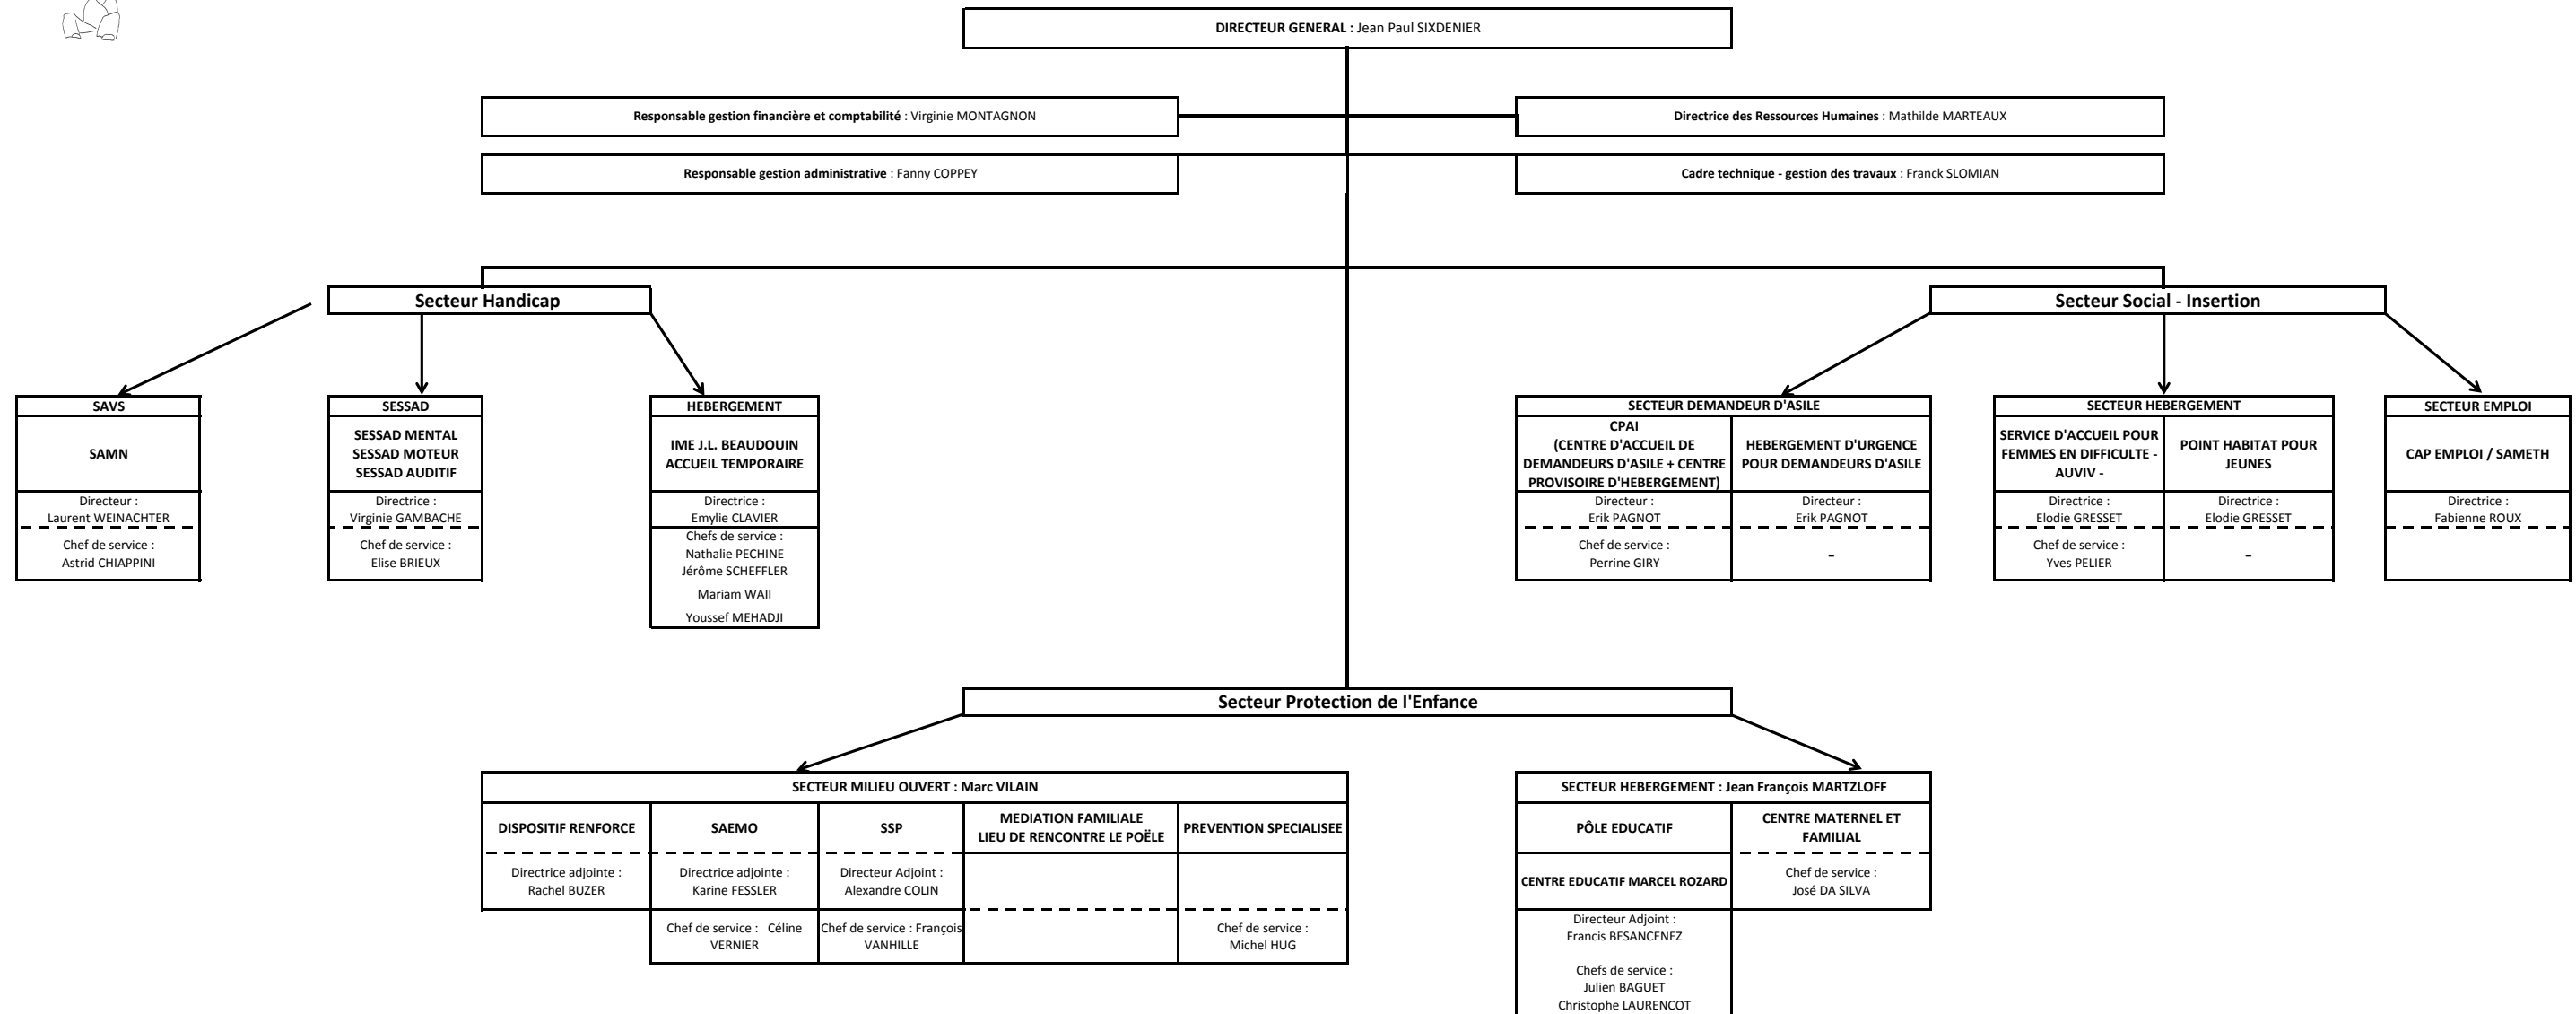 DIRECTEUR GENERAL : Jean Paul SIXDENIER
Responsable gestion financière et comptabilité : Virginie MONTAGNON
Directrice des Ressources Humaines : Mathilde MARTEAUX
Responsable gestion administrative : Fanny COPPEY
Cadre technique - gestion des travaux : Franck SLOMIAN
Secteur Handicap
Secteur Social - Insertion
SAVS
SAMN
Directeur :
Laurent WEINACHTER
Chef de service :
Astrid CHIAPPINI
SESSAD
SESSAD MENTAL
SESSAD MOTEUR
SESSAD AUDITIF
Directrice :
Virginie GAMBACHE
Chef de service :
Elise BRIEUX
HEBERGEMENT
IME J.L. BEAUDOUIN
ACCUEIL TEMPORAIRE
Directrice :
Emylie CLAVIER
Chefs de service :
Nathalie PECHINE
Jérôme SCHEFFLER
Mariam WAII
Youssef MEHADJI
SECTEUR DEMANDEUR D'ASILE
CPAI
(CENTRE D'ACCUEIL DE
DEMANDEURS D'ASILE + CENTRE
PROVISOIRE D'HEBERGEMENT)
Directeur :
Erik PAGNOT
Chef de service :
Perrine GIRY
HEBERGEMENT D'URGENCE
POUR DEMANDEURS D'ASILE
Directeur :
Erik PAGNOT
-
SECTEUR HEBERGEMENT
SERVICE D'ACCUEIL POUR
FEMMES EN DIFFICULTE -
AUVIV -
Directrice :
Elodie GRESSET
Chef de service :
Yves PELIER
POINT HABITAT POUR
JEUNES
Directrice :
Elodie GRESSET
-
SECTEUR EMPLOI
CAP EMPLOI / SAMETH
Directrice :
Fabienne ROUX
Secteur Protection de l'Enfance
SECTEUR MILIEU OUVERT : Marc VILAIN
DISPOSITIF RENFORCE
Directrice adjointe :
Rachel BUZER
SAEMO
Directrice adjointe :
Karine FESSLER
Chef de service : Céline
VERNIER
SSP
Directeur Adjoint :
Alexandre COLIN
Chef de service : François
VANHILLE
MEDIATION FAMILIALE
LIEU DE RENCONTRE LE POËLE
PREVENTION SPECIALISEE
Chef de service :
Michel HUG
SECTEUR HEBERGEMENT : Jean François MARTZLOFF
PÔLE EDUCATIF
CENTRE EDUCATIF MARCEL ROZARD
Directeur Adjoint :
Francis BESANCENEZ
Chefs de service :
Julien BAGUET
Christophe LAURENCOT
CENTRE MATERNEL ET
FAMILIAL
Chef de service :
José DA SILVA